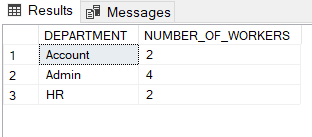 Results Messages
DEPARTMENT NUMBER_OF_WORKERS
1 Account 2
2 Admin 4
3 HR 2